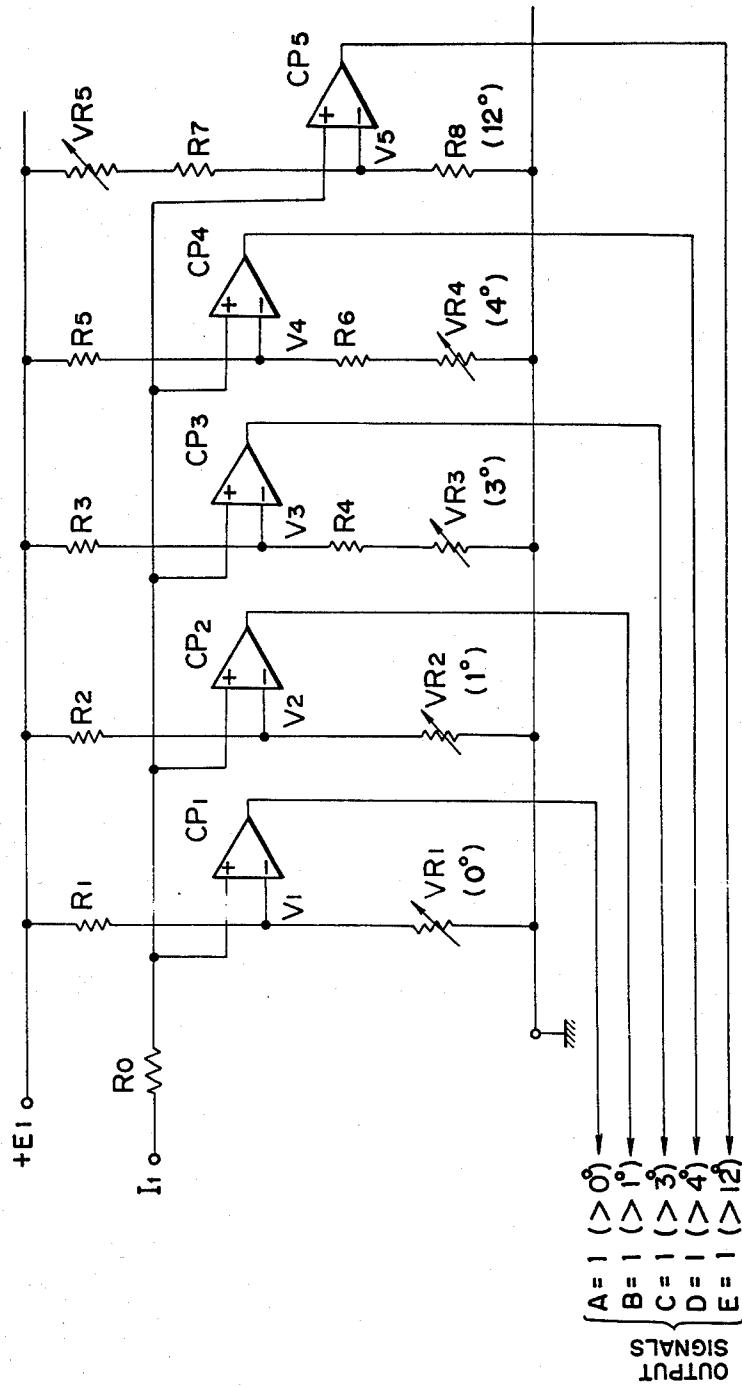 +E1
I1
R0
R1
R2
R3
R5
VR5
R7
CP1
CP2
CP3
CP4
CP5
V1
V2
V3
V4
V5
R4
R6
R8
(12°)
VR1
(0°)
VR2
(1°)
VR3
(3°)
VR4
(4°)
+
−
+
−
+
−
+
−
+
−
A = 1 (>0°)
B = 1 (>1°)
C = 1 (>3°)
D = 1 (>4°)
E = 1 (>12°)
OUTPUT
SIGNALS